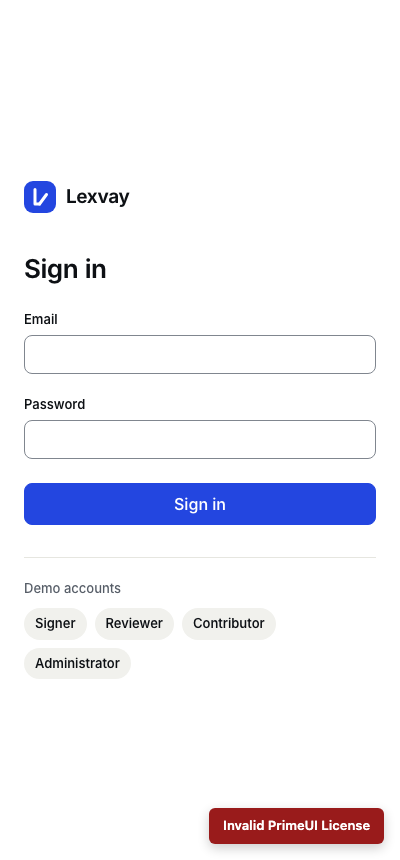 Lexvay
Sign in
Email
Password
Sign in
Demo accounts
Signer Reviewer Contributor
Administrator
Invalid PrimeUI License